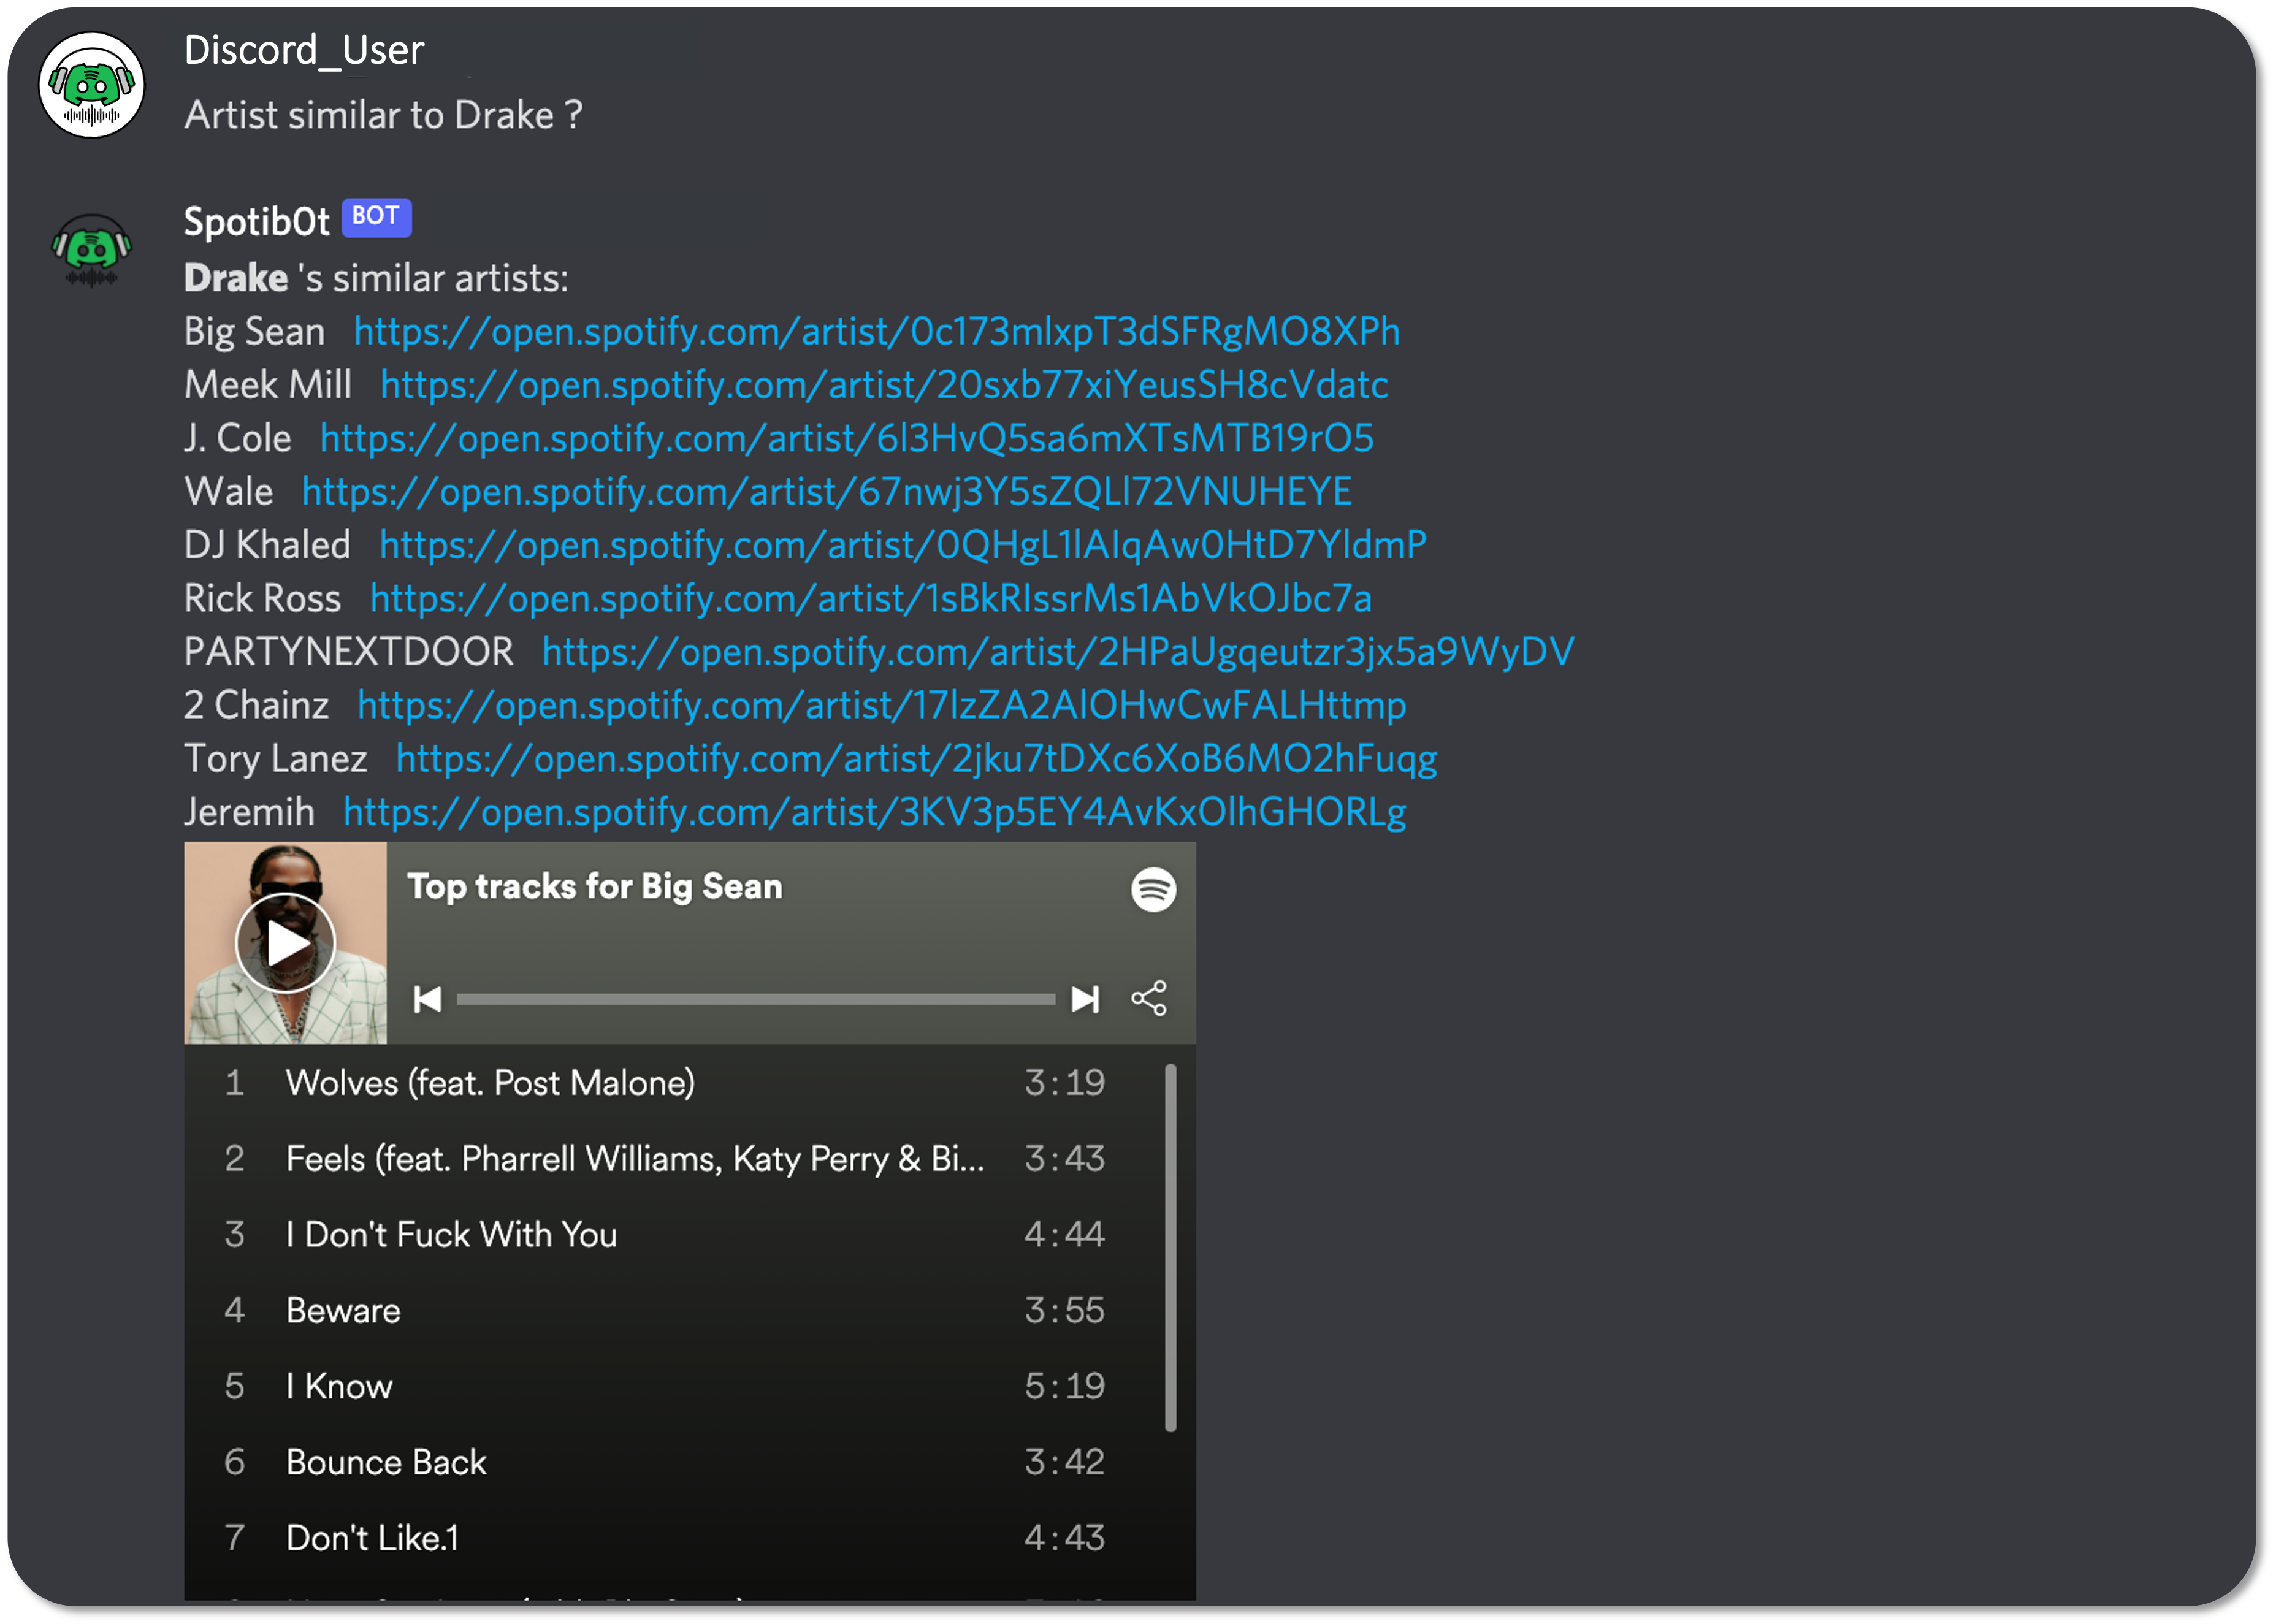 Discord_User
Artist similar to Drake ?
Spotib0t BOT
Drake 's similar artists:
Big Sean https://open.spotify.com/artist/0c173mlxpT3dSFRgMO8XPh
Meek Mill https://open.spotify.com/artist/20sxb77xiYeusSH8cVdatc
J. Cole https://open.spotify.com/artist/6l3HvQ5sa6mXTsMTB19rO5
Wale https://open.spotify.com/artist/67nwj3Y5sZQLl72VNUHEYE
DJ Khaled https://open.spotify.com/artist/0QHgL1lAIqAw0HtD7YldmP
Rick Ross https://open.spotify.com/artist/1sBkRIssrMs1AbVkOJbc7a
PARTYNEXTDOOR https://open.spotify.com/artist/2HPaUgqeutzr3jx5a9WyDV
2 Chainz https://open.spotify.com/artist/17lzZA2AlOHwCwFALHttmp
Tory Lanez https://open.spotify.com/artist/2jku7tDXc6XoB6MO2hFuqg
Jeremih https://open.spotify.com/artist/3KV3p5EY4AvKxOlhGHORLg
Top tracks for Big Sean
1 Wolves (feat. Post Malone) 3:19
2 Feels (feat. Pharrell Williams, Katy Perry & Bi... 3:43
3 I Don't Fuck With You 4:44
4 Beware 3:55
5 I Know 5:19
6 Bounce Back 3:42
7 Don't Like.1 4:43